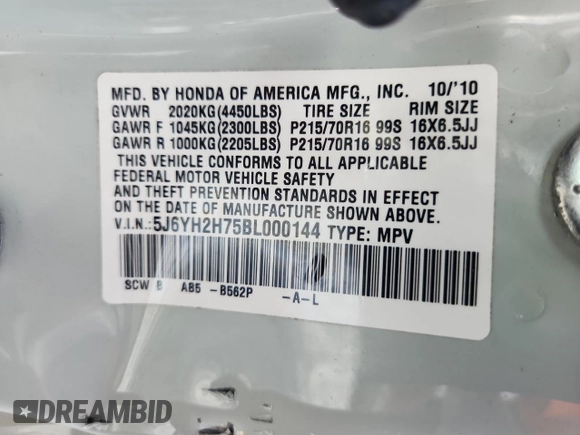 MFD. BY HONDA OF AMERICA MFG., INC. 10/'10
GVWR 2020KG(4450LBS) TIRE SIZE RIM SIZE
GAWR F 1045KG(2300LBS) P215/70R16 99S 16X6.5JJ
GAWR R 1000KG(2205LBS) P215/70R16 99S 16X6.5JJ
THIS VEHICLE CONFORMS TO ALL APPLICABLE
FEDERAL MOTOR VEHICLE SAFETY
AND THEFT PREVENTION STANDARDS IN EFFECT
ON THE DATE OF MANUFACTURE SHOWN ABOVE.
V.I.N.:5J6YH2H75BL000144 TYPE: MPV
SCW B AB5 -B562P -A-L
DREAMBID